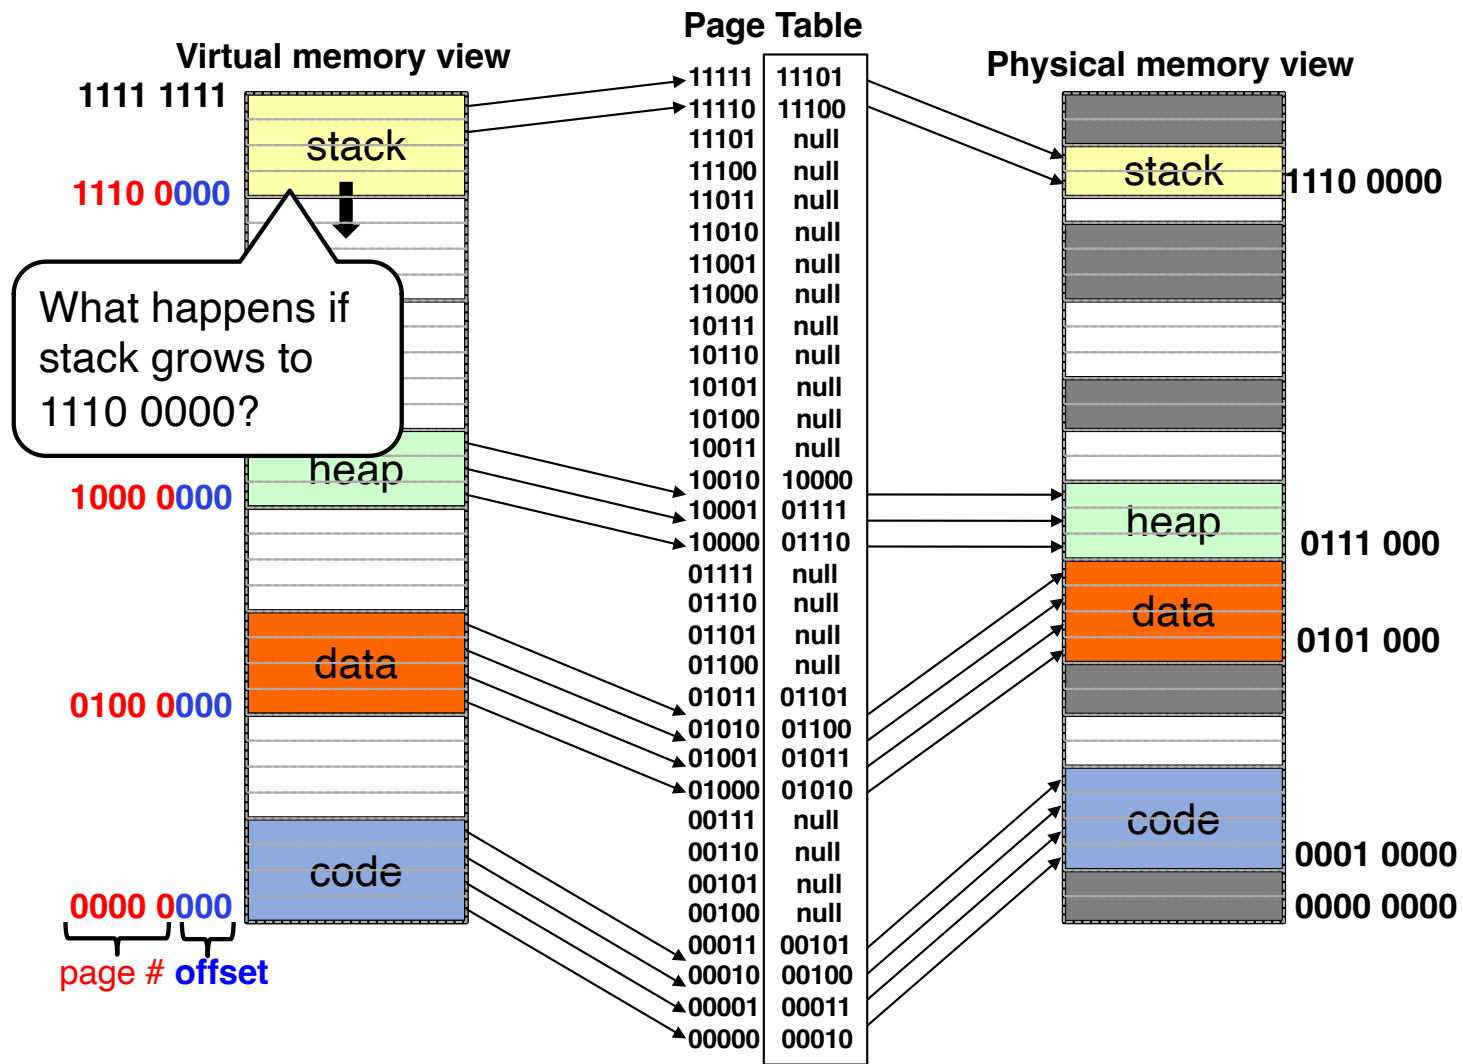 Page Table
Virtual memory view
Physical memory view
1111 1111
stack
1110 0000
What happens if
stack grows to
1110 0000?
heap
1000 0000
data
0100 0000
code
0000 0000
page # offset
11111 11101
11110 11100
11101 null
11100 null
11011 null
11010 null
11001 null
11000 null
10111 null
10110 null
10101 null
10100 null
10011 null
10010 10000
10001 01111
10000 01110
01111 null
01110 null
01101 null
01100 null
01011 01101
01010 01100
01001 01011
01000 01010
00111 null
00110 null
00101 null
00100 null
00011 00101
00010 00100
00001 00011
00000 00010
stack
1110 0000
heap
0111 000
data
0101 000
code
0001 0000
0000 0000